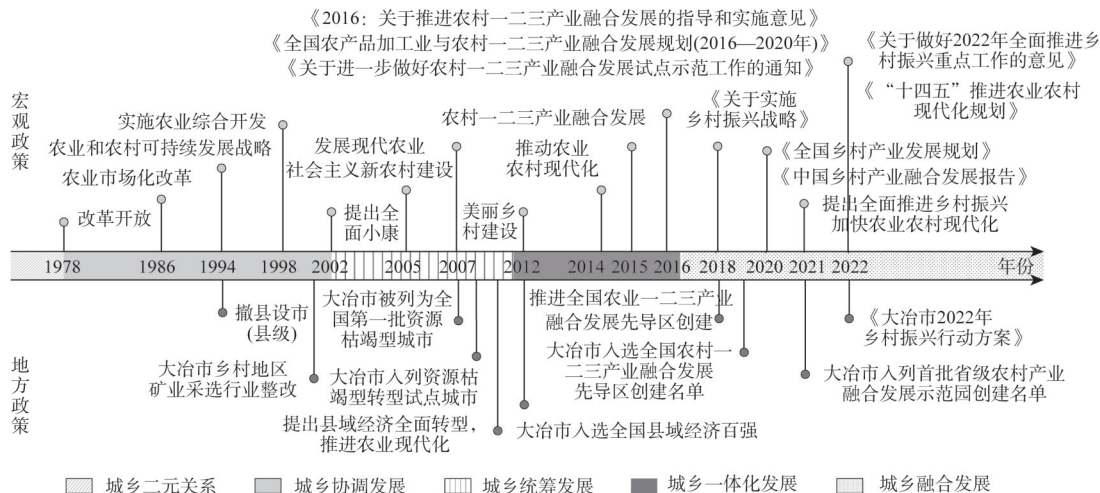 《2016：关于推进农村一二三产业融合发展的指导和实施意见》
《全国农产品加工业与农村一二三产业融合发展规划(2016—2020年)》
《关于进一步做好农村一二三产业融合发展试点示范工作的通知》
《关于做好2022年全面推进乡
村振兴重点工作的意见》
《“十四五”推进农业农村
现代化规划》
宏观政策
实施农业综合开发
农业和农村可持续发展战略
农业市场化改革
改革开放
发展现代农业
社会主义新农村建设
提出全
面小康
农村一二三产业融合发展
美丽乡
村建设
推动农业
农村现代化
《关于实施
乡村振兴战略》
《全国乡村产业发展规划》
《中国乡村产业融合发展报告》
提出全面推进乡村振兴
加快农业农村现代化
1978 1986 1994 1998 2002 2005 2007 2012 2014 2015 2016 2018 2020 2021 2022 年份
地方政策
撤县设市
(县级)
大冶市乡村地区
矿业采选行业整改
大冶市被列为全
国第一批资源
枯竭型城市
大冶市入列资源枯
竭型转型试点城市
提出县域经济全面转型，
推进农业现代化
推进全国农业一二三产业
融合发展先导区创建
大冶市入选全国农村一
二三产业融合发展
先导区创建名单
大冶市入选全国县域经济百强
《大冶市2022年
乡村振兴行动方案》
大冶市入列首批省级农村产业
融合发展示范园创建名单
城乡二元关系 城乡协调发展 城乡统筹发展 城乡一体化发展 城乡融合发展